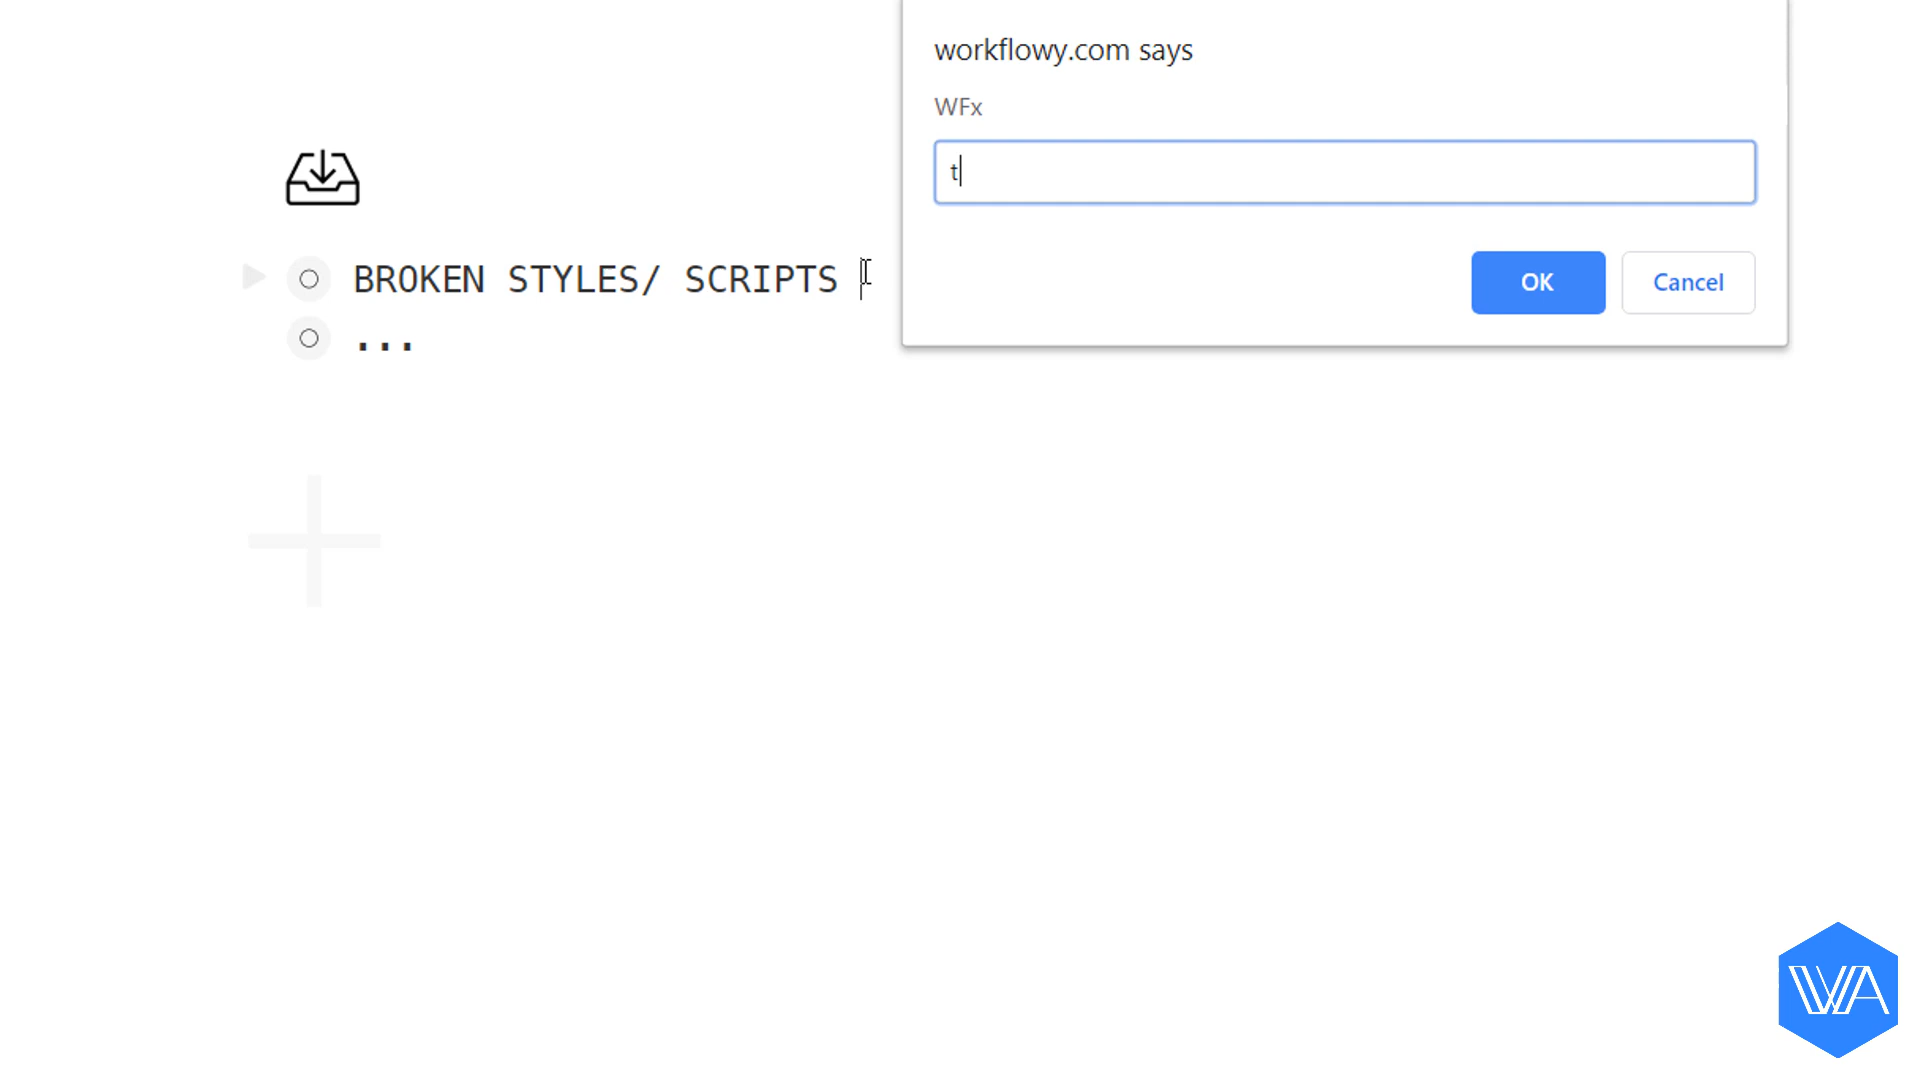 workflowy.com says
WFx
t
OK
Cancel
BROKEN STYLES/ SCRIPTS
...
WA